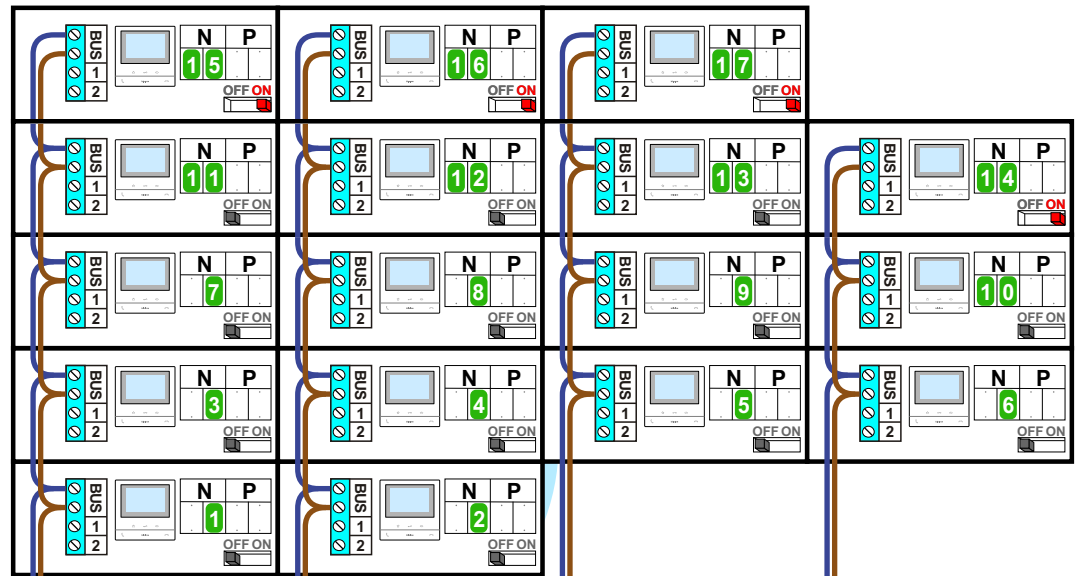 BUS 1 2 N P 15 OFF ON
BUS 1 2 N P 16 OFF ON
BUS 1 2 N P 17 OFF ON
BUS 1 2 N P 11 OFF ON
BUS 1 2 N P 12 OFF ON
BUS 1 2 N P 13 OFF ON
BUS 1 2 N P 14 OFF ON
BUS 1 2 N P 7 OFF ON
BUS 1 2 N P 8 OFF ON
BUS 1 2 N P 9 OFF ON
BUS 1 2 N P 10 OFF ON
BUS 1 2 N P 3 OFF ON
BUS 1 2 N P 4 OFF ON
BUS 1 2 N P 5 OFF ON
BUS 1 2 N P 6 OFF ON
BUS 1 2 N P 1 OFF ON
BUS 1 2 N P 2 OFF ON